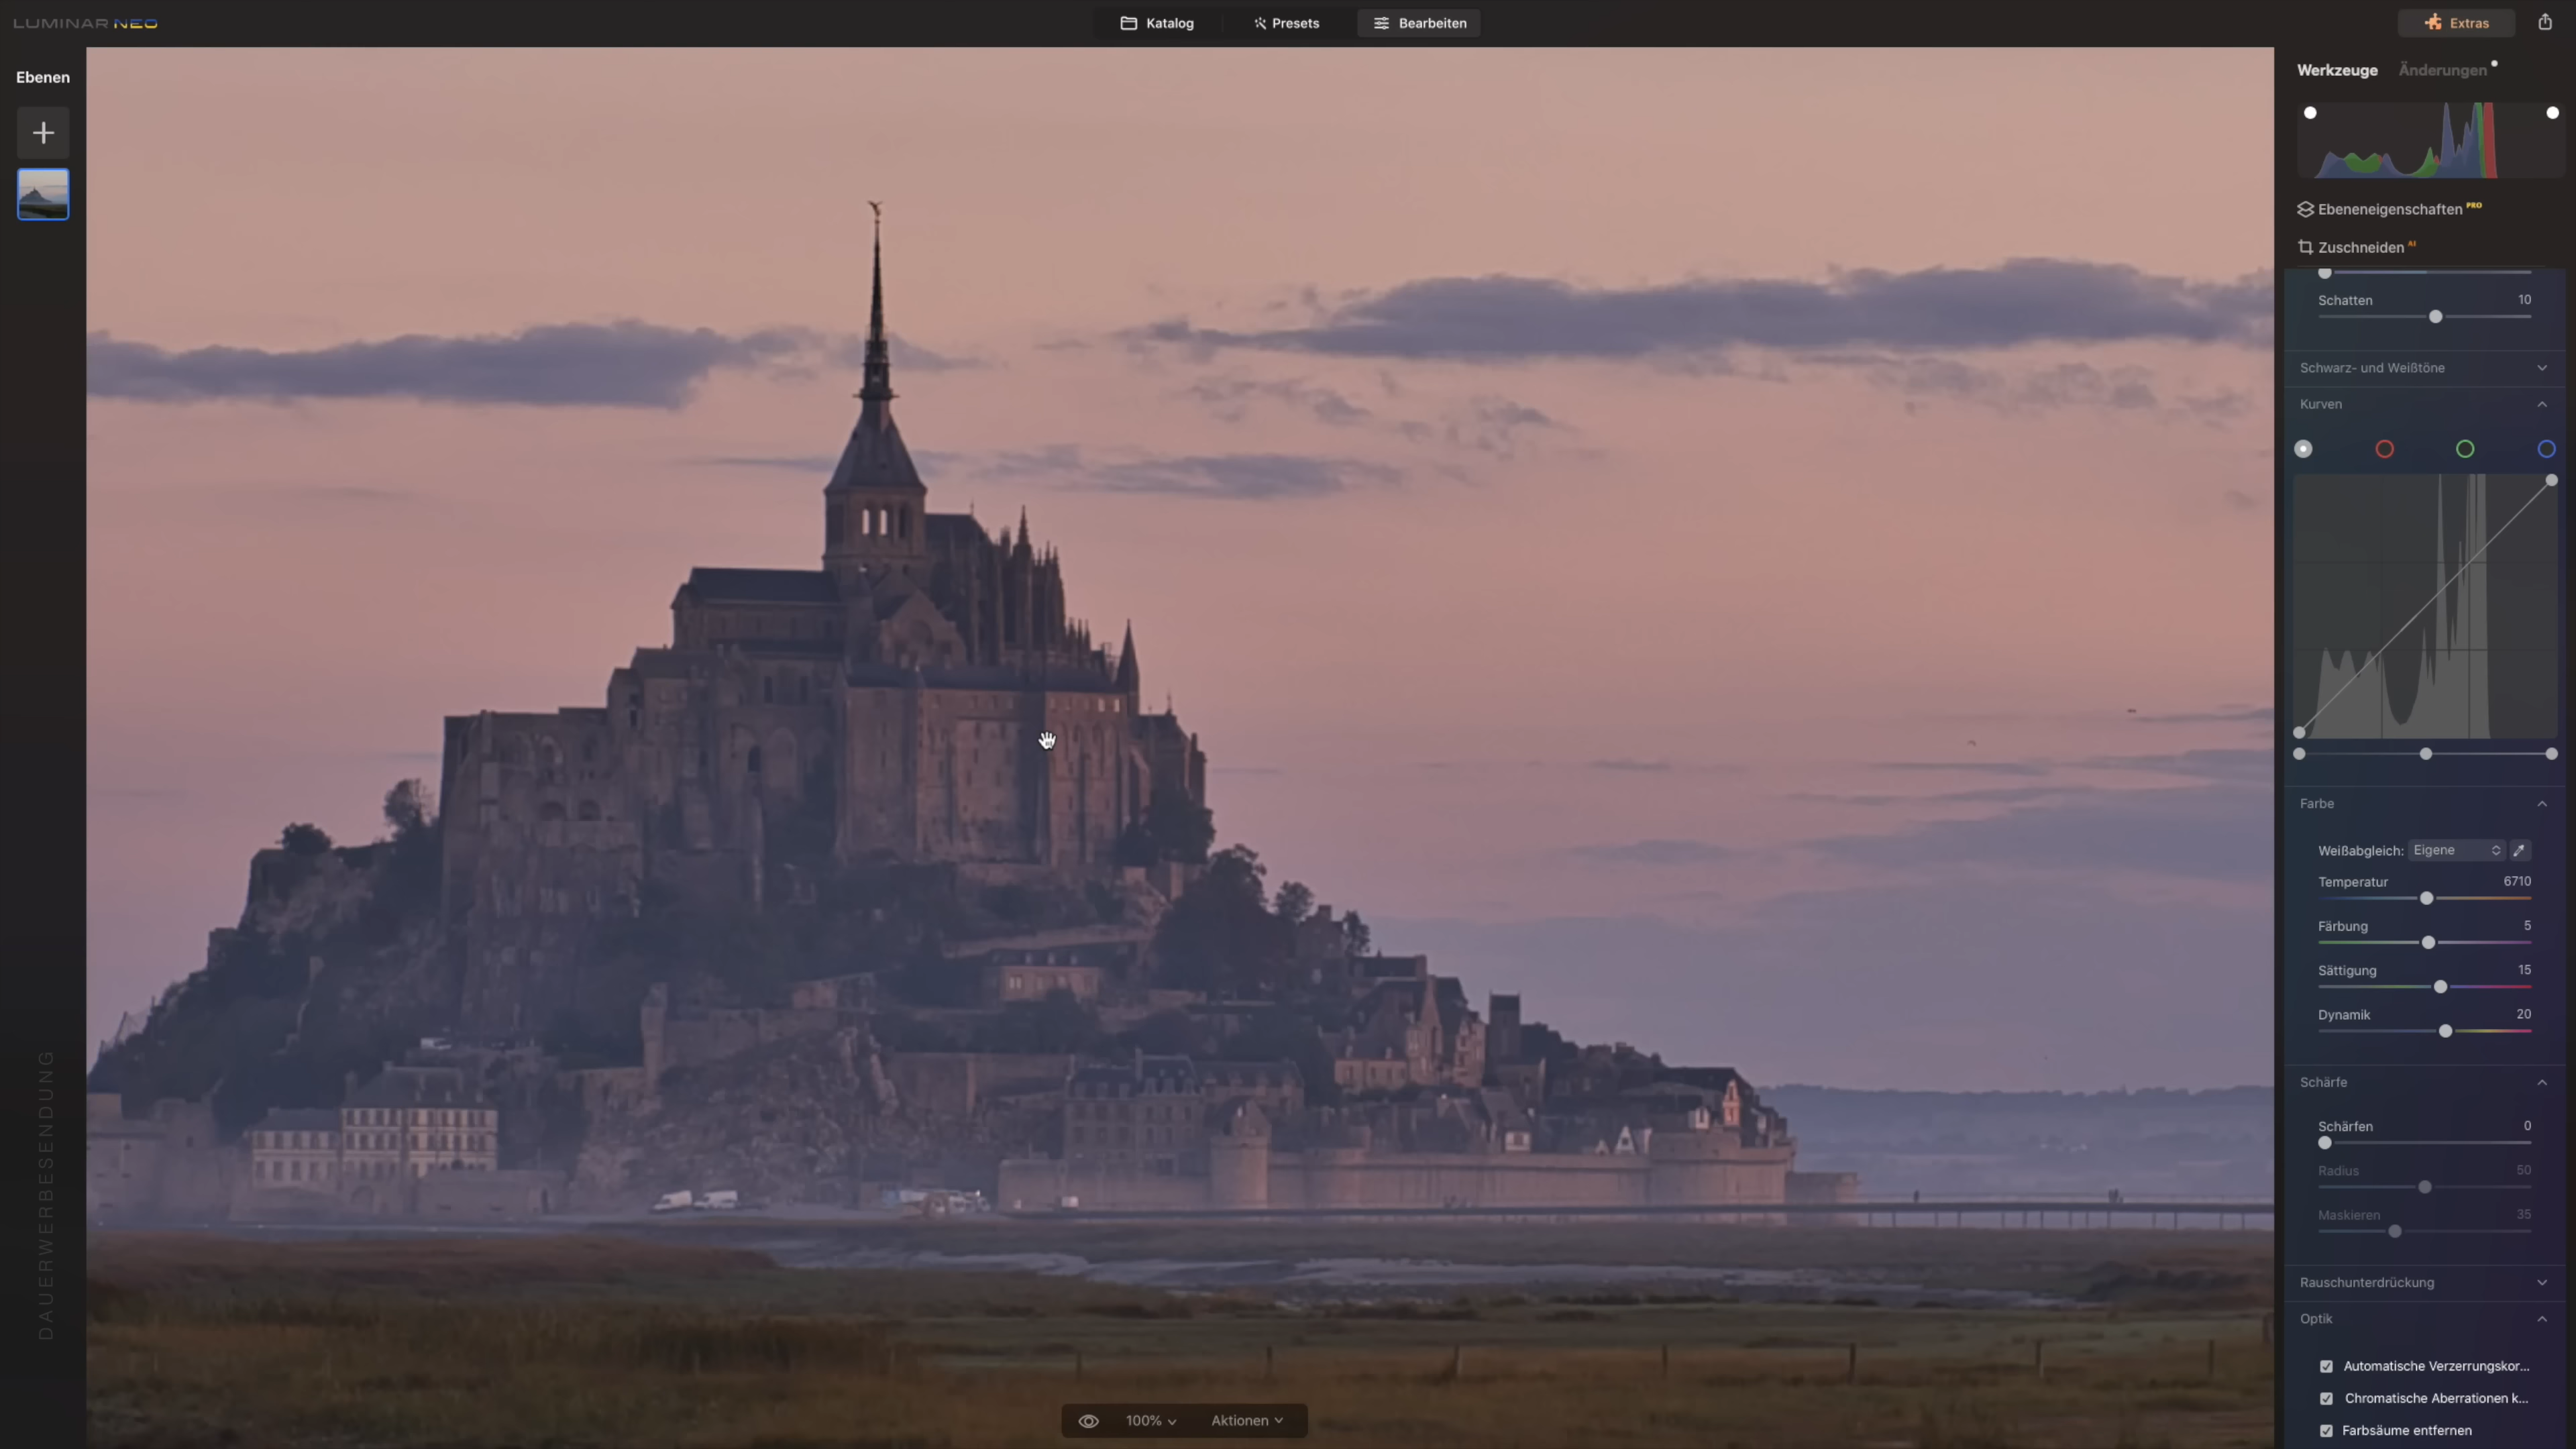 LUMINAR NEO
Katalog
Presets
Bearbeiten
Extras
Ebenen
Werkzeuge
Änderungen
Ebeneneigenschaften PRO
Zuschneiden AI
Schatten 10
Schwarz- und Weißtöne
Kurven
Farbe
Weißabgleich: Eigene
Temperatur 6710
Färbung 5
Sättigung 15
Dynamik 20
Schärfe
Schärfen 0
Radius 50
Maskieren 35
Rauschunterdrückung
Optik
Automatische Verzerrungskor...
Chromatische Aberrationen k...
Farbsäume entfernen
DAUERWERBESENDUNG
100%
Aktionen